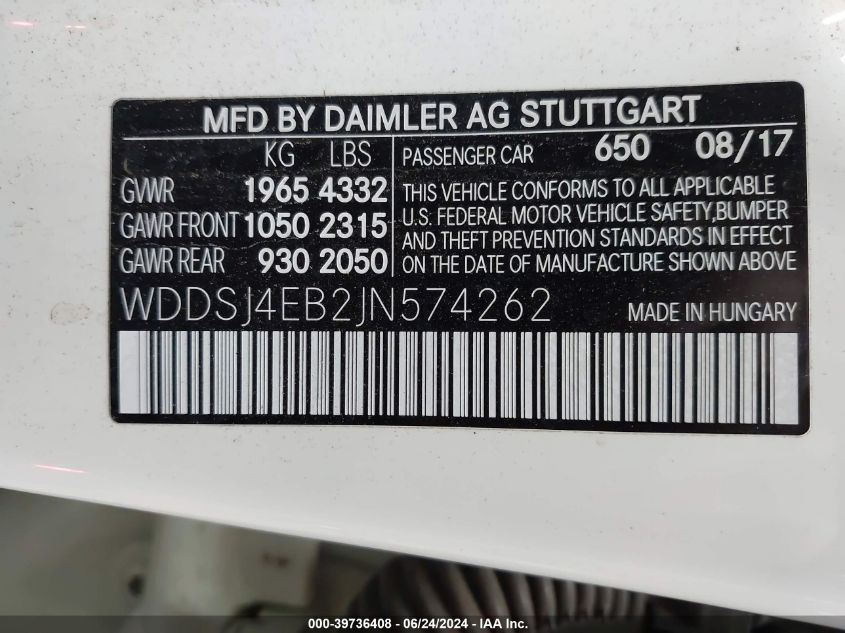 MFD BY DAIMLER AG STUTTGART
KG LBS
GVWR 1965 4332
GAWR FRONT 1050 2315
GAWR REAR 930 2050
PASSENGER CAR 650 08/17
THIS VEHICLE CONFORMS TO ALL APPLICABLE
U.S. FEDERAL MOTOR VEHICLE SAFETY,BUMPER
AND THEFT PREVENTION STANDARDS IN EFFECT
ON THE DATE OF MANUFACTURE SHOWN ABOVE
WDDSJ4EB2JN574262 MADE IN HUNGARY
000-39736408 - 06/24/2024 - IAA Inc.